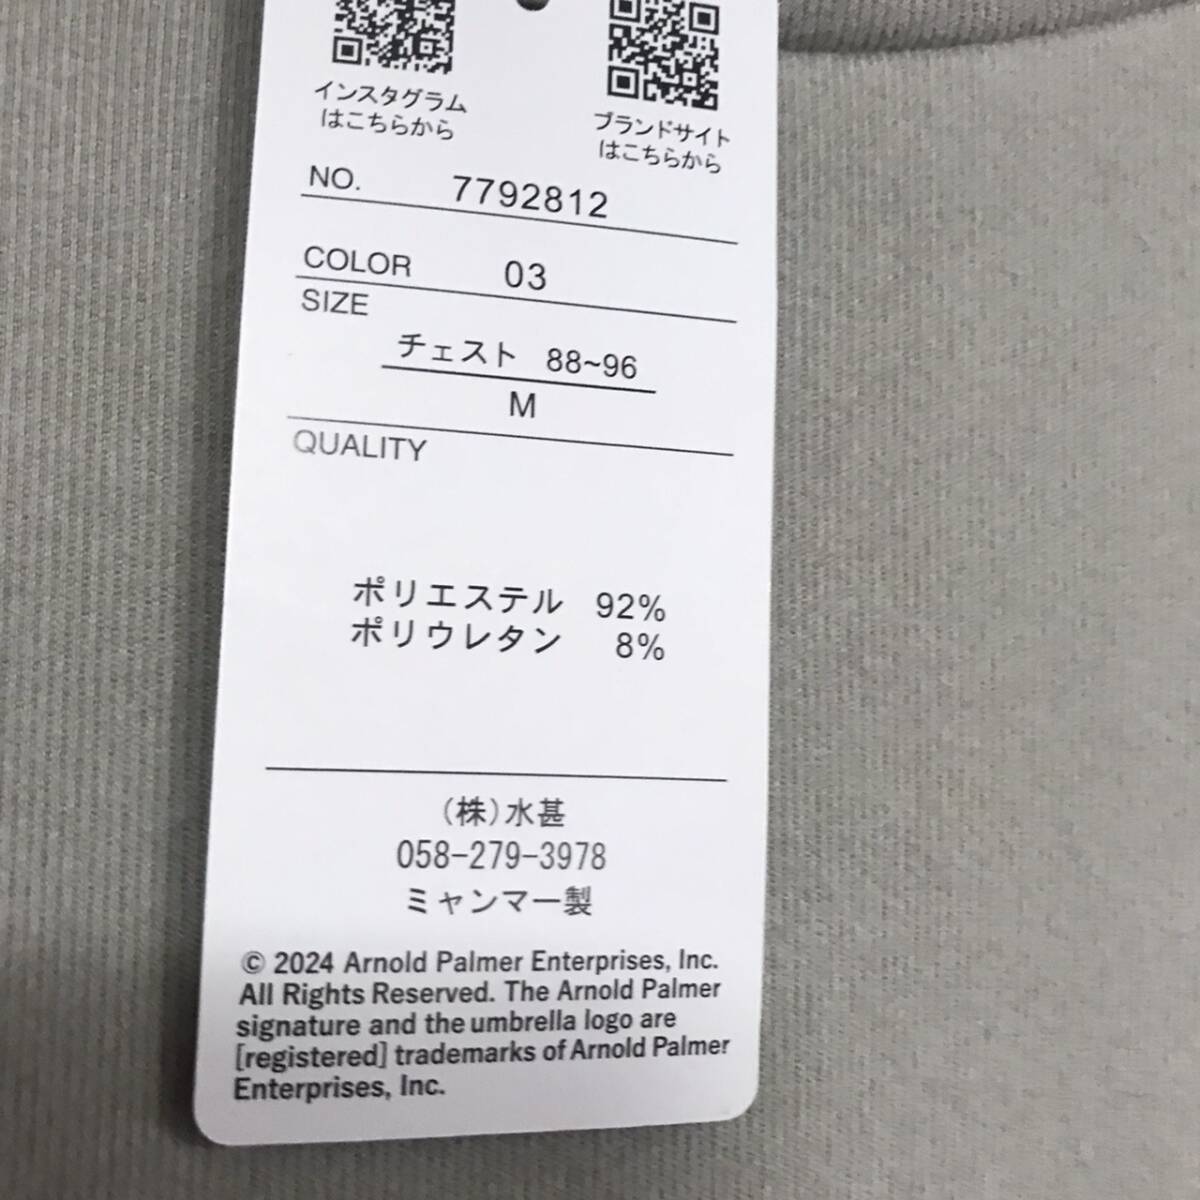 インスタグラム
はこちらから
ブランドサイト
はこちらから
NO. 7792812
COLOR 03
SIZE
チェスト 88~96
M
QUALITY
ポリエステル 92%
ポリウレタン 8%
(株)水甚
058-279-3978
ミャンマー製
© 2024 Arnold Palmer Enterprises, Inc.
All Rights Reserved. The Arnold Palmer
signature and the umbrella logo are
[registered] trademarks of Arnold Palmer
Enterprises, Inc.